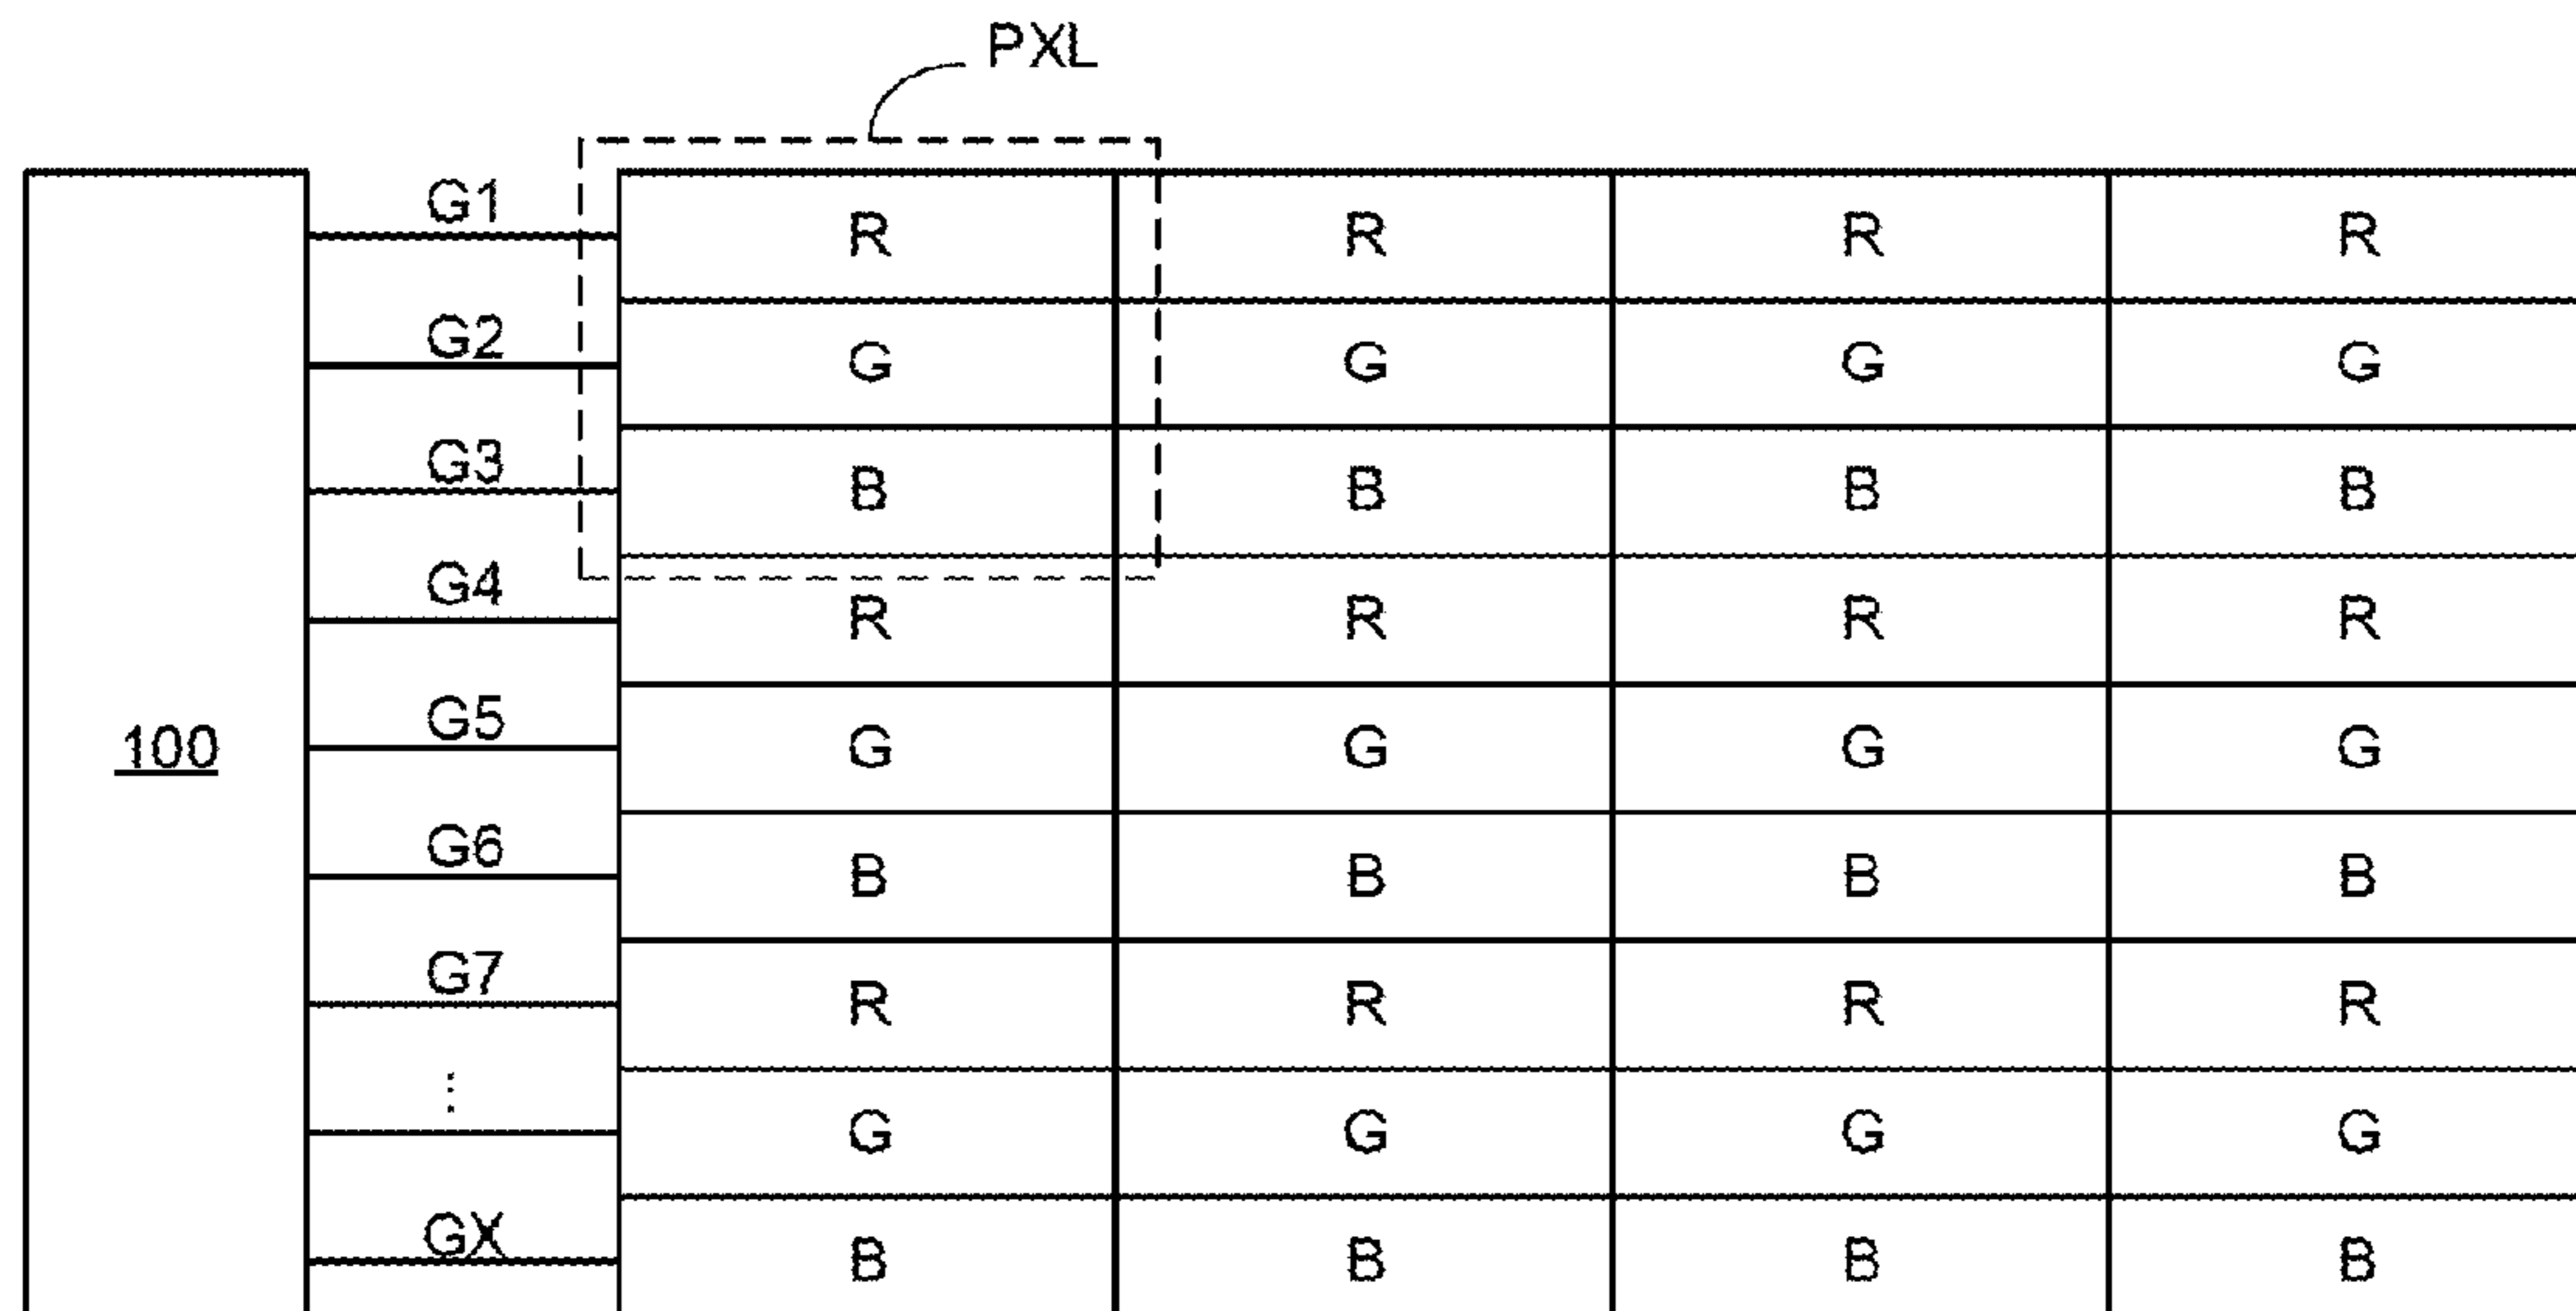 PXL
G1 R R R R
G2 G G G G
G3 B B B B
G4 R R R R
100 G5 G G G G
G6 B B B B
G7 R R R R
⋮ G G G G
GX B B B B